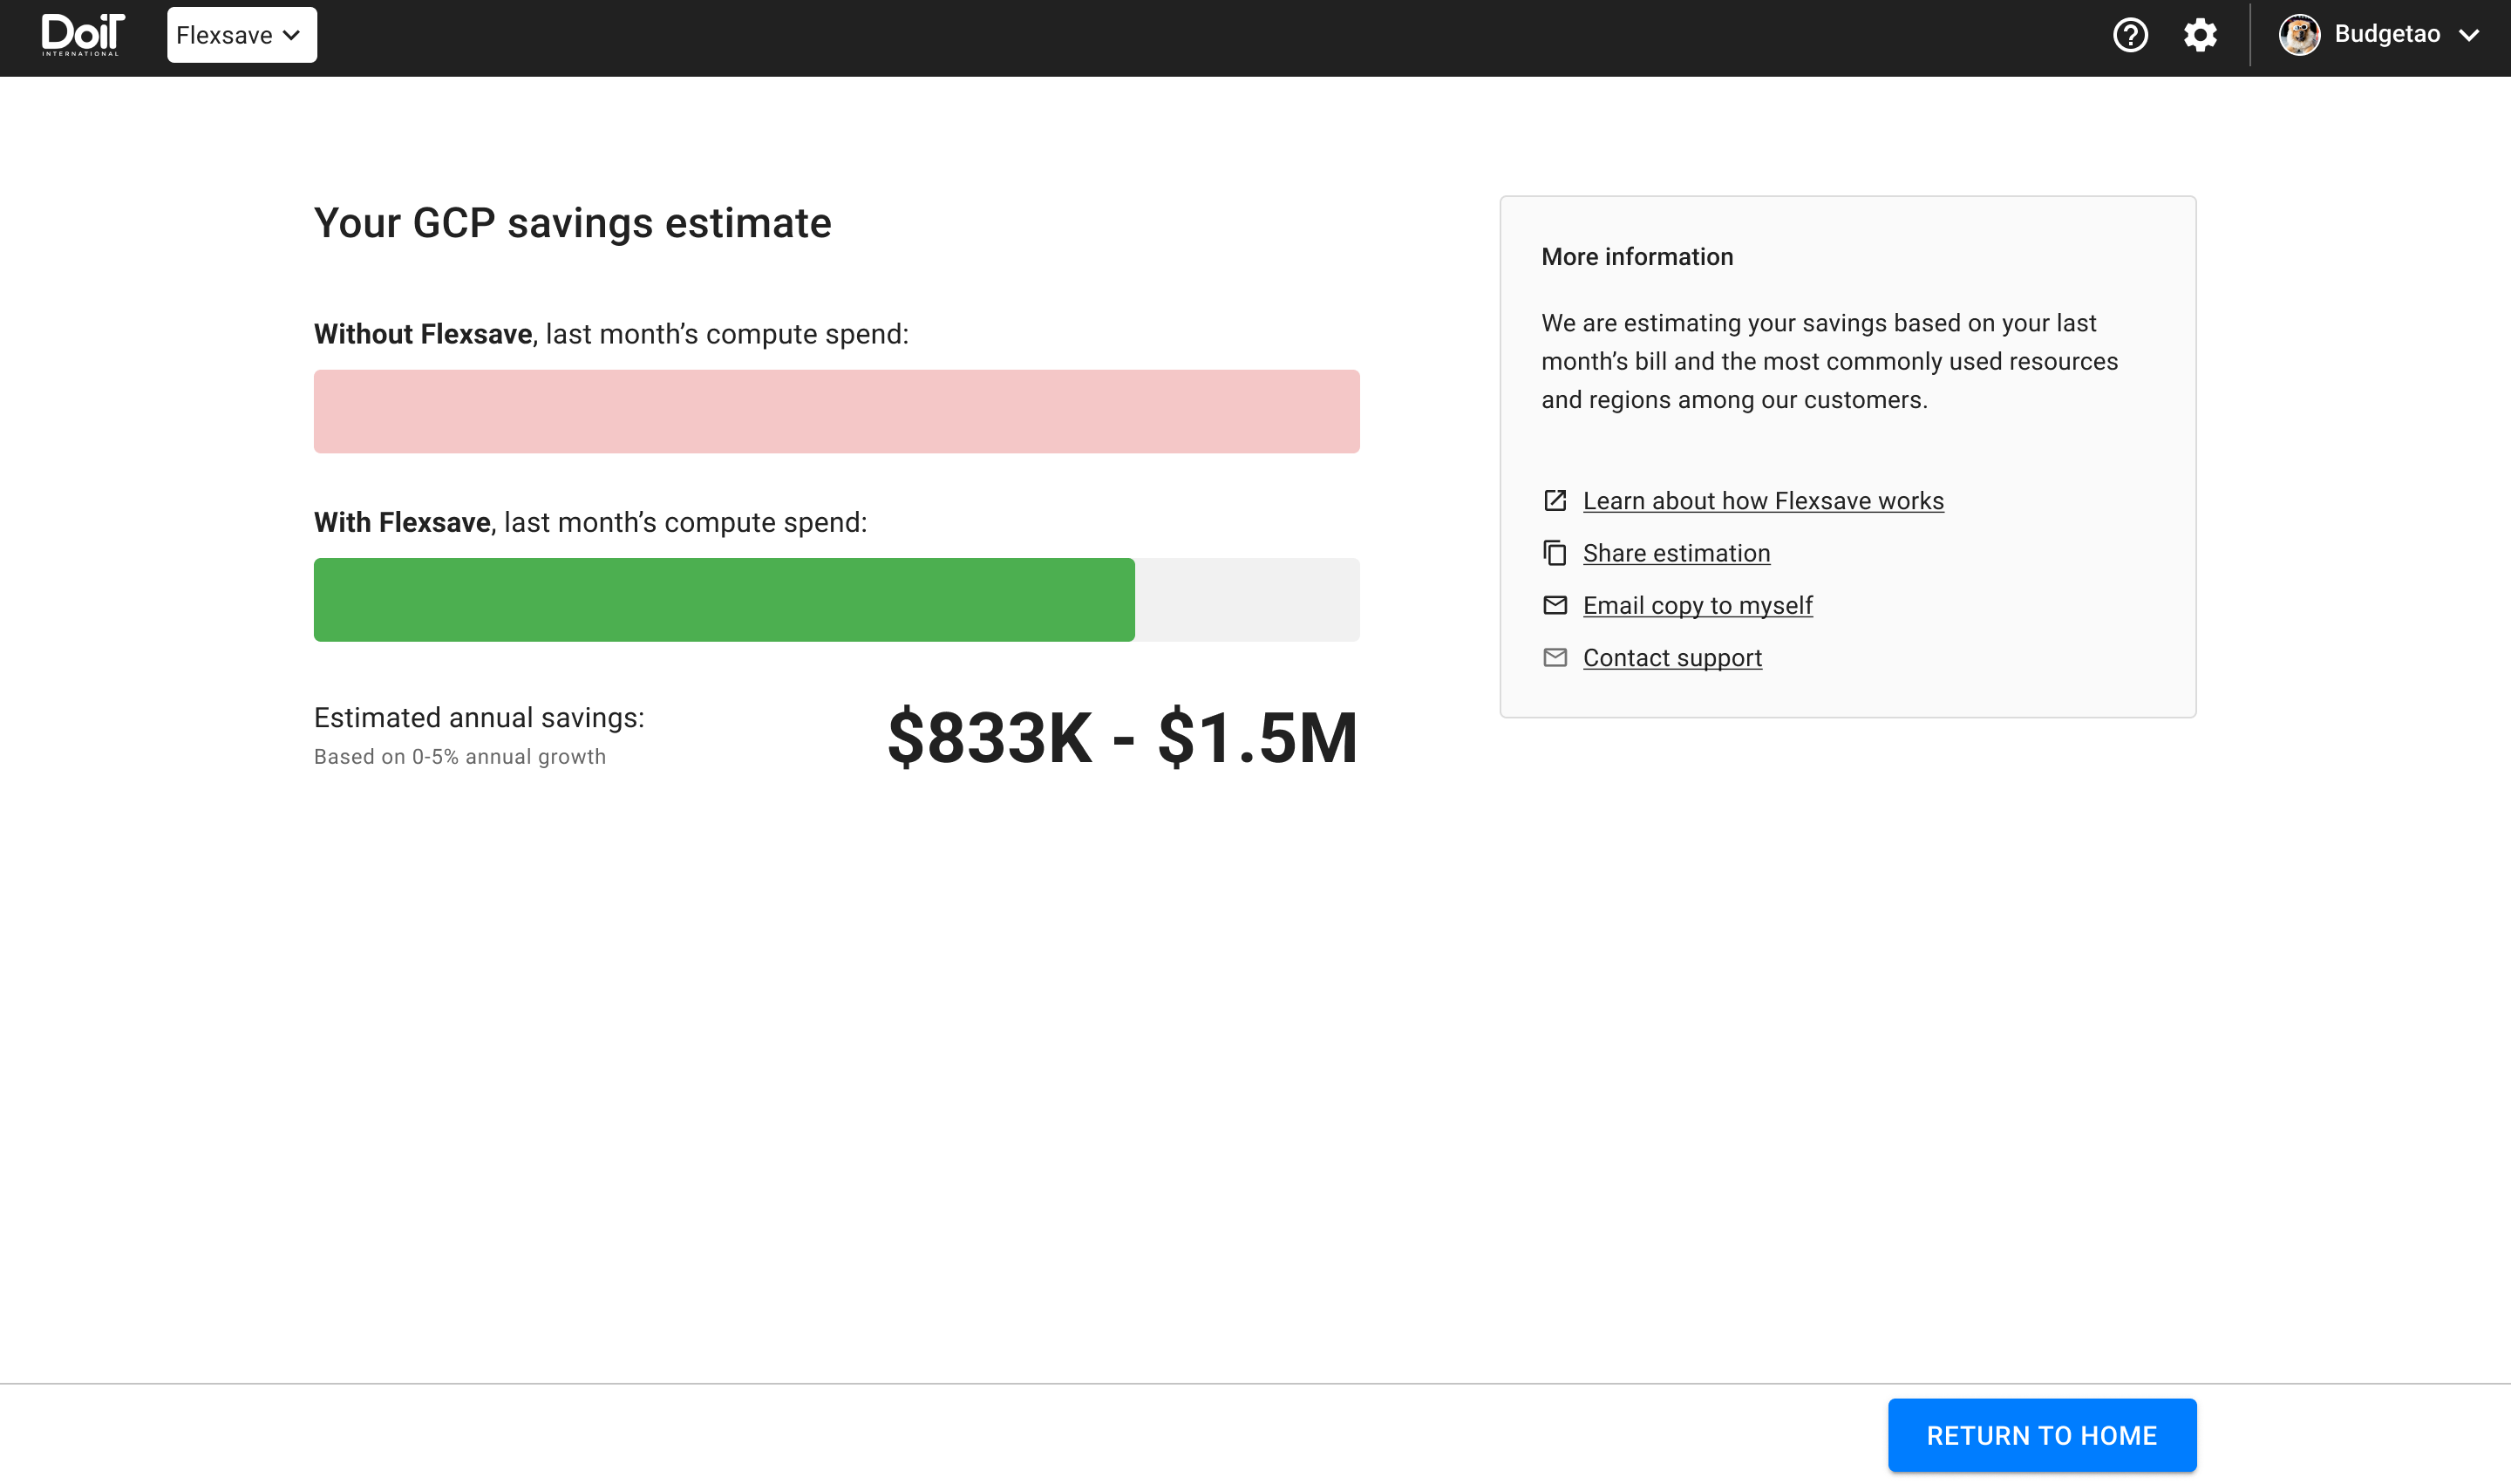 DoiT
INTERNATIONAL
Flexsave
Budgetao
Your GCP savings estimate
Without Flexsave, last month’s compute spend:
With Flexsave, last month’s compute spend:
Estimated annual savings:
Based on 0-5% annual growth
$833K - $1.5M
More information
We are estimating your savings based on your last
month’s bill and the most commonly used resources
and regions among our customers.
Learn about how Flexsave works
Share estimation
Email copy to myself
Contact support
RETURN TO HOME